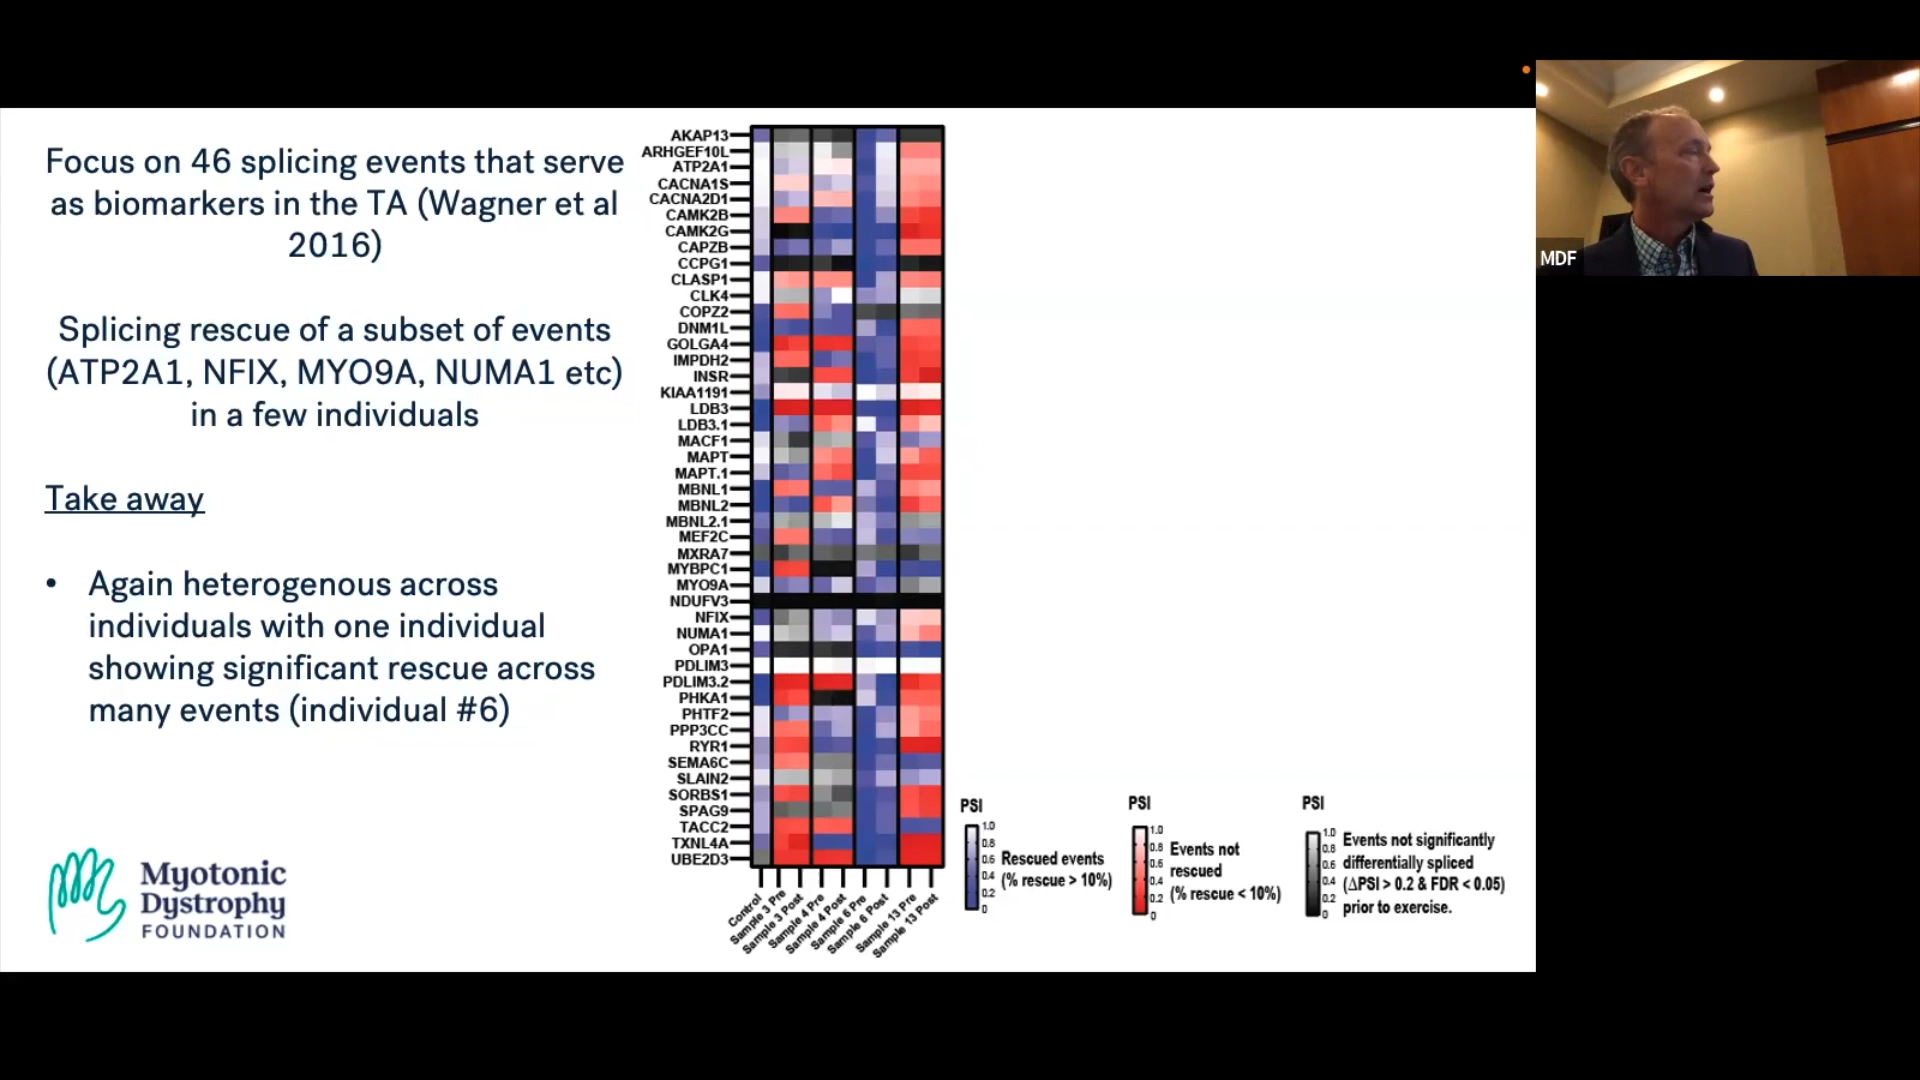 Focus on 46 splicing events that serve
as biomarkers in the TA (Wagner et al
2016)
Splicing rescue of a subset of events
(ATP2A1, NFIX, MYO9A, NUMA1 etc)
in a few individuals
Take away
• Again heterogenous across
individuals with one individual
showing significant rescue across
many events (individual #6)
Myotonic
Dystrophy
FOUNDATION
AKAP13
ARHGEF10L
ATP2A1
CACNA1S
CACNA2D1
CAMK2B
CAMK2G
CAPZB
CCPG1
CLASP1
CLK4
COPZ2
DNM1L
GOLGA4
IMPDH2
INSR
KIAA1191
LDB3
LDB3.1
MACF1
MAPT
MAPT.1
MBNL1
MBNL2
MBNL2.1
MEF2C
MXRA7
MYBPC1
MYO9A
NDUFV3
NFIX
NUMA1
OPA1
PDLIM3
PDLIM3.2
PHKA1
PHTF2
PPP3CC
RYR1
SEMA6C
SLAIN2
SORBS1
SPAG9
TACC2
TXNL4A
UBE2D3
Control
Sample 3 Pre
Sample 3 Post
Sample 4 Pre
Sample 4 Post
Sample 6 Pre
Sample 6 Post
Sample 13 Pre
Sample 13 Post
PSI
1.0
0.8
0.6
0.4
0.2
0
Rescued events
(% rescue > 10%)
PSI
1.0
0.8
0.6
0.4
0.2
0
Events not
rescued
(% rescue < 10%)
PSI
1.0
0.8
0.6
0.4
0.2
0
Events not significantly
differentially spliced
(ΔPSI > 0.2 & FDR < 0.05)
prior to exercise.
MDF